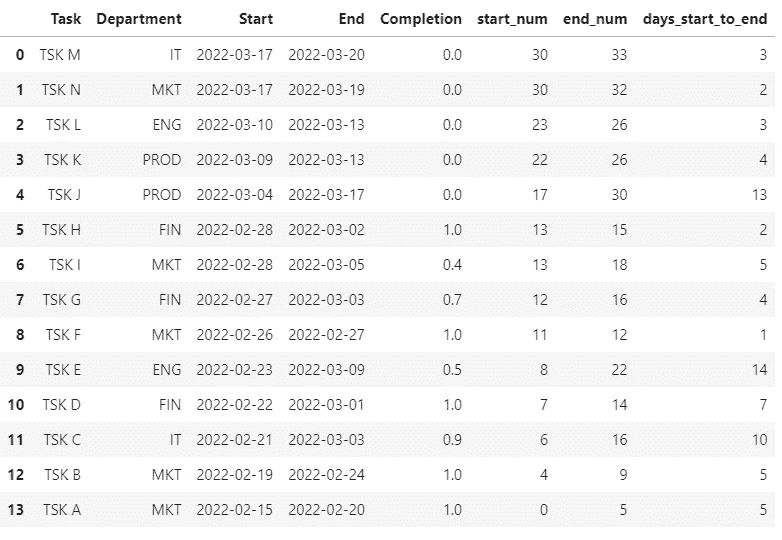 Task Department Start End Completion start_num end_num days_start_to_end
0 TSK M IT 2022-03-17 2022-03-20 0.0 30 33 3
1 TSK N MKT 2022-03-17 2022-03-19 0.0 30 32 2
2 TSK L ENG 2022-03-10 2022-03-13 0.0 23 26 3
3 TSK K PROD 2022-03-09 2022-03-13 0.0 22 26 4
4 TSK J PROD 2022-03-04 2022-03-17 0.0 17 30 13
5 TSK H FIN 2022-02-28 2022-03-02 1.0 13 15 2
6 TSK I MKT 2022-02-28 2022-03-05 0.4 13 18 5
7 TSK G FIN 2022-02-27 2022-03-03 0.7 12 16 4
8 TSK F MKT 2022-02-26 2022-02-27 1.0 11 12 1
9 TSK E ENG 2022-02-23 2022-03-09 0.5 8 22 14
10 TSK D FIN 2022-02-22 2022-03-01 1.0 7 14 7
11 TSK C IT 2022-02-21 2022-03-03 0.9 6 16 10
12 TSK B MKT 2022-02-19 2022-02-24 1.0 4 9 5
13 TSK A MKT 2022-02-15 2022-02-20 1.0 0 5 5